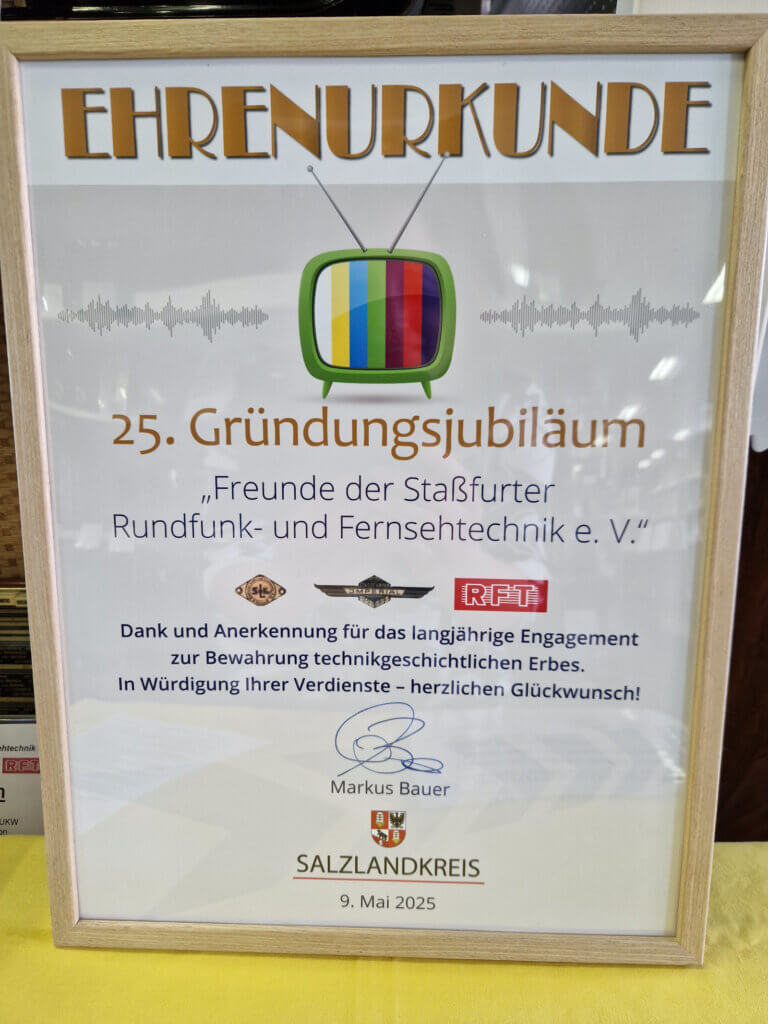 EHRENURKUNDE
25. Gründungsjubiläum
„Freunde der Staßfurter
Rundfunk- und Fernsehtechnik e. V.“
IMPERIAL
RFT
Dank und Anerkennung für das langjährige Engagement
zur Bewahrung technikgeschichtlichen Erbes.
In Würdigung Ihrer Verdienste – herzlichen Glückwunsch!
Markus Bauer
SALZLANDKREIS
9. Mai 2025
RFT
UKW